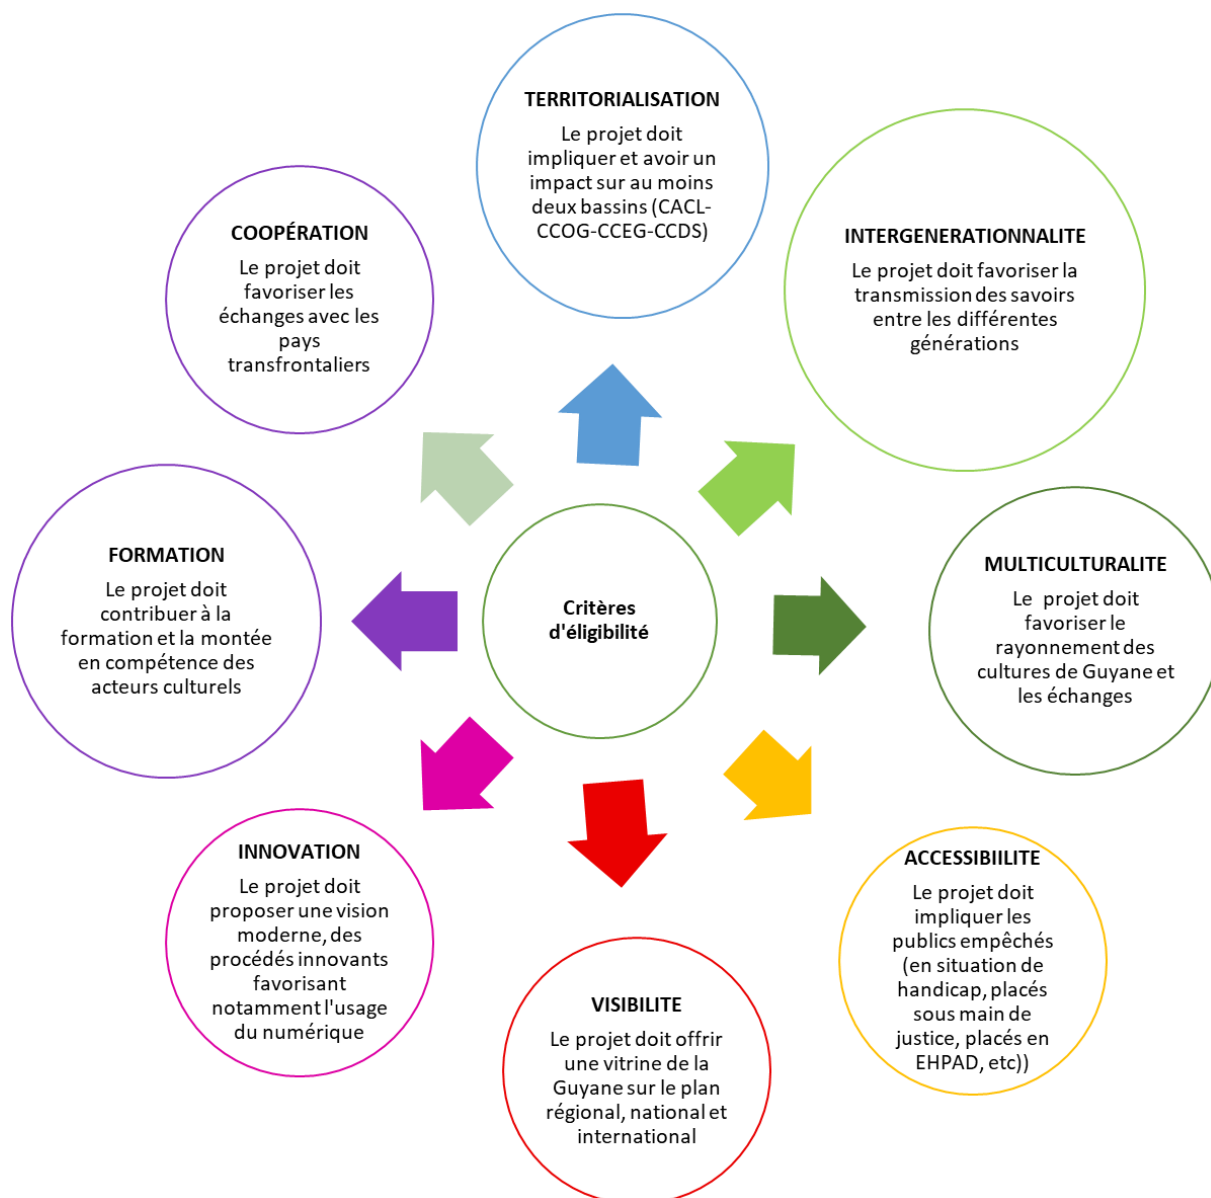 TERRITORIALISATION
Le projet doit
impliquer et avoir un
impact sur au moins
deux bassins (CACL-
CCOG-CCEG-CCDS)
INTERGENERATIONNALITE
Le projet doit favoriser la
transmission des savoirs
entre les différentes
générations
MULTICULTURALITE
Le projet doit
favoriser le
rayonnement des
cultures de Guyane et
les échanges
ACCESSIBIILITE
Le projet doit
impliquer les
publics empêchés
(en situation de
handicap, placés
sous main de
justice, placés en
EHPAD, etc))
VISIBILITE
Le projet doit offrir
une vitrine de la
Guyane sur le plan
régional, national et
international
INNOVATION
Le projet doit
proposer une vision
moderne, des
procédés innovants
favorisant
notamment l'usage
du numérique
FORMATION
Le projet doit
contribuer à la
formation et la montée
en compétence des
acteurs culturels
COOPÉRATION
Le projet doit
favoriser les
échanges avec les
pays
transfrontaliers
Critères
d'éligibilité